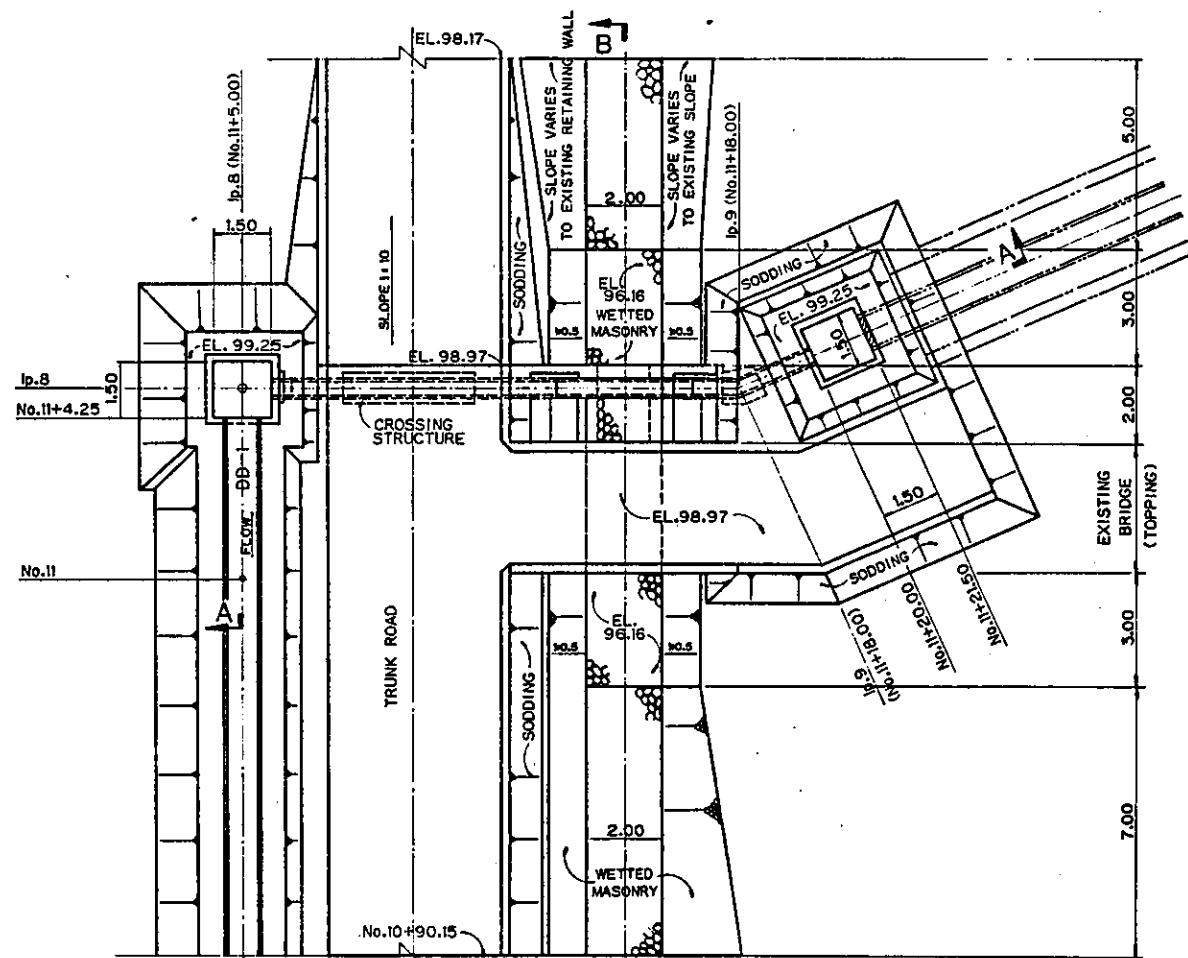 EL.98.17
B
SLOPE VARIES
TO EXISTING RETAINING WALL
SLOPE VARIES
TO EXISTING SLOPE
Ip.8 (No.11+5.00)
1.50
2.00
Ip.9 (No.11+18.00)
5.00
SLOPE 1:10
SODDING
EL.
96.16
WETTED
MASONRY
1:0.5
1:0.5
SODDING
A
EL. 99.25
1.50
3.00
EL. 99.25
EL. 98.97
Ip.8
1.50
No.11+4.25
CROSSING
STRUCTURE
2.00
DD-1
FLOW
EL.98.97
1.50
EXISTING
BRIDGE
(TOPPING)
No.11
SODDING
A
EL.
96.16
1:0.5
1:0.5
Ip.9
(No.11+18.00)
No.11+20.00
No.11+21.50
3.00
TRUNK ROAD
SODDING
2.00
WETTED
MASONRY
7.00
No.10+90.15